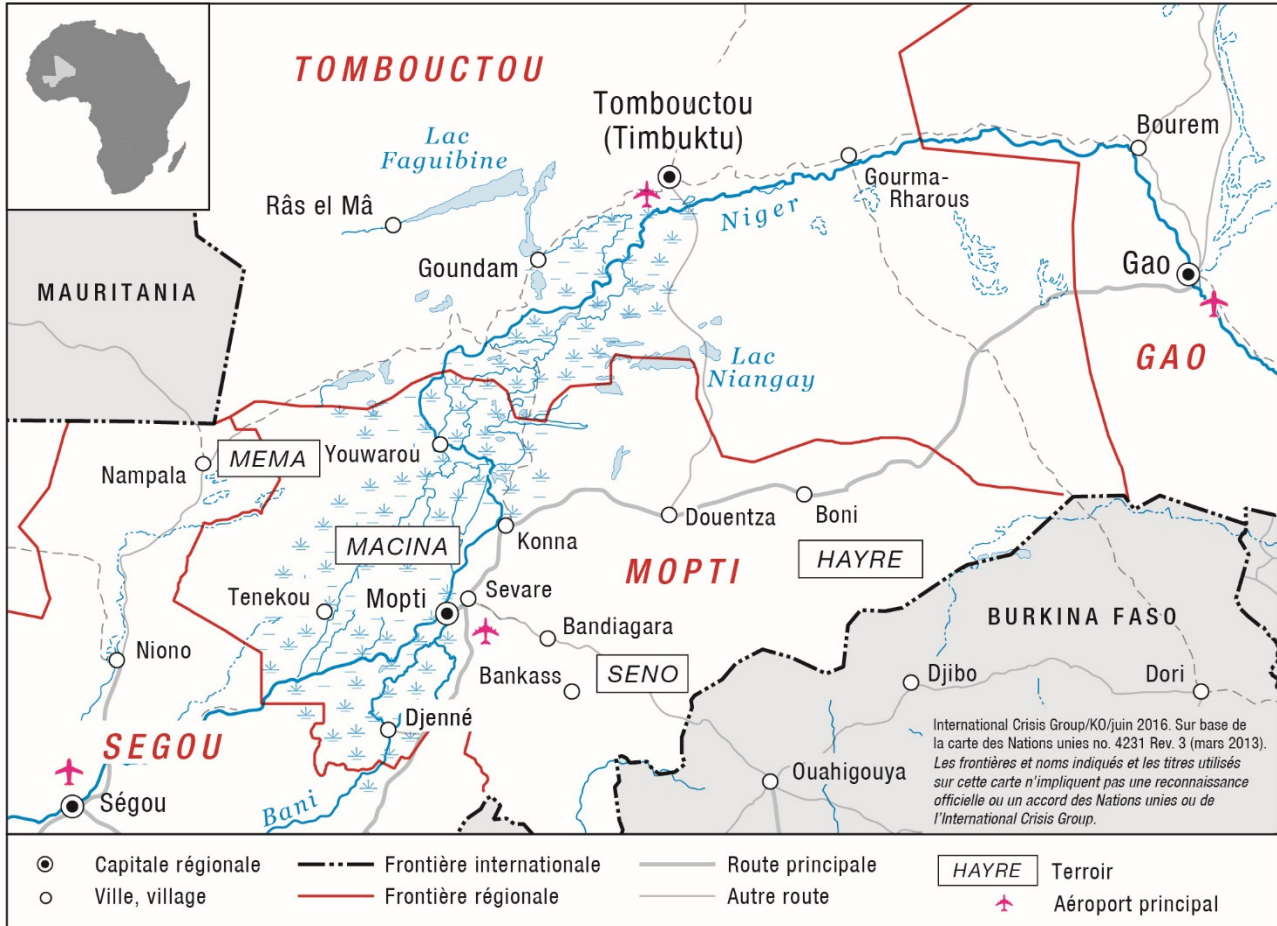 TOMBOUCTOU
Tombouctou
(Timbuktu)
Bourem
Lac
Faguibine
Gourma-
Rharous
Râs el Mâ
Niger
Goundam
Gao
MAURITANIA
GAO
Lac
Niangay
Nampala
MEMA
Youwarou
Douentza
Boni
Konna
MACINA
HAYRE
MOPTI
Tenekou
Mopti
Sevare
BURKINA FASO
Bandiagara
Niono
Bankass
SENO
Djibo
Dori
Djenné
SEGOU
Ouahigouya
Ségou
Bani
International Crisis Group/KO/juin 2016. Sur base de
la carte des Nations unies no. 4231 Rev. 3 (mars 2013).
Les frontières et noms indiqués et les titres utilisés
sur cette carte n'impliquent pas une reconnaissance
officielle ou un accord des Nations unies ou de
l'International Crisis Group.
Capitale régionale
Frontière internationale
Route principale
HAYRE Terroir
Ville, village
Frontière régionale
Autre route
Aéroport principal